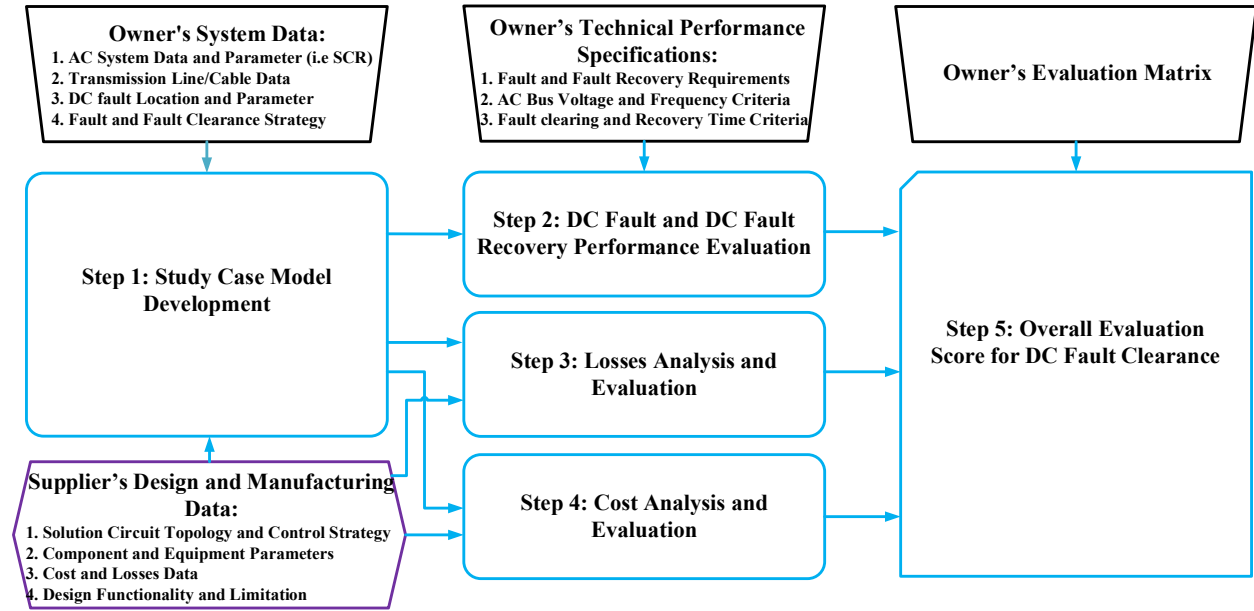 Owner's System Data:
1. AC System Data and Parameter (i.e SCR)
2. Transmission Line/Cable Data
3. DC fault Location and Parameter
4. Fault and Fault Clearance Strategy
Owner’s Technical Performance
Specifications:
1. Fault and Fault Recovery Requirements
2. AC Bus Voltage and Frequency Criteria
3. Fault clearing and Recovery Time Criteria
Owner’s Evaluation Matrix
Step 1: Study Case Model
Development
Step 2: DC Fault and DC Fault
Recovery Performance Evaluation
Step 3: Losses Analysis and
Evaluation
Step 4: Cost Analysis and
Evaluation
Step 5: Overall Evaluation
Score for DC Fault Clearance
Supplier’s Design and Manufacturing
Data:
1. Solution Circuit Topology and Control Strategy
2. Component and Equipment Parameters
3. Cost and Losses Data
4. Design Functionality and Limitation